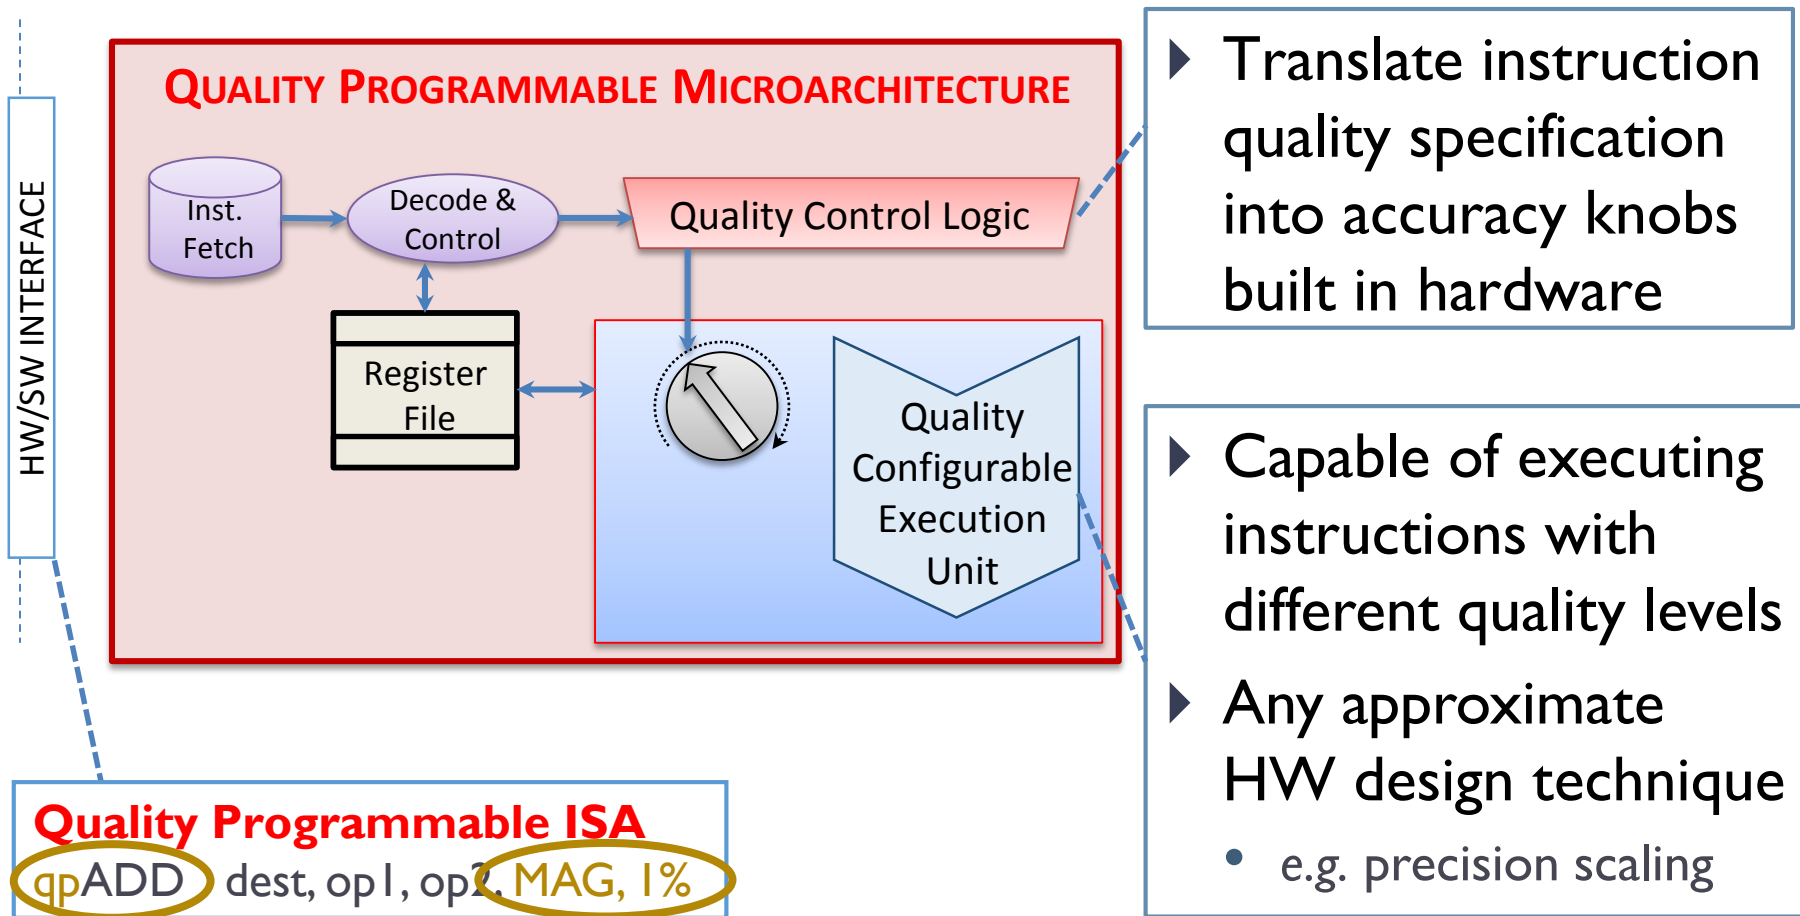 HW/SW INTERFACE
QUALITY PROGRAMMABLE MICROARCHITECTURE
Inst.
Fetch
Decode &
Control
Quality Control Logic
Register
File
Quality
Configurable
Execution
Unit
Translate instruction
quality specification
into accuracy knobs
built in hardware
Capable of executing
instructions with
different quality levels
Any approximate
HW design technique
• e.g. precision scaling
Quality Programmable ISA
qpADD dest, op1, op2, MAG, 1%